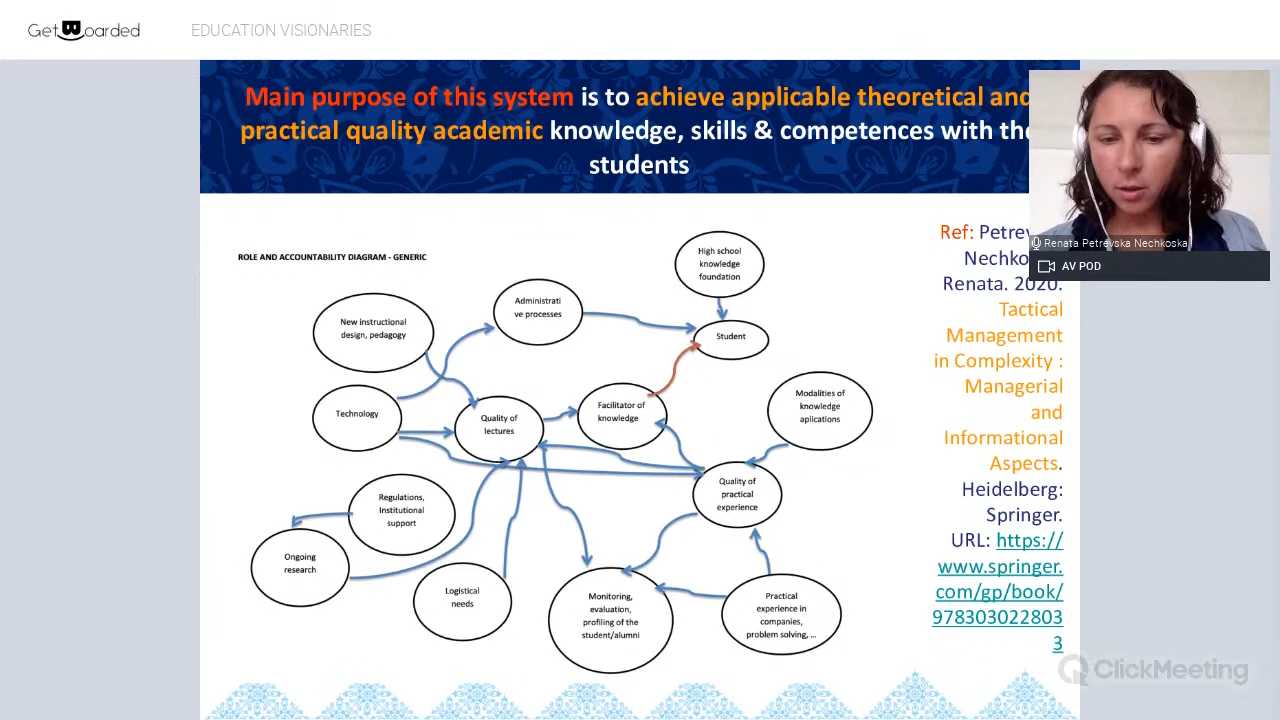 GetBoarded
EDUCATION VISIONARIES
Main purpose of this system is to achieve applicable theoretical and
practical quality academic knowledge, skills & competences with the
students
ROLE AND ACCOUNTABILITY DIAGRAM - GENERIC
High school
knowledge
foundation
Administrati
ve processes
New instructional
design, pedagogy
Student
Technology
Quality of
lectures
Facilitator of
knowledge
Modalities of
knowledge
aplications
Regulations,
Institutional
support
Quality of
practical
experience
Ongoing
research
Logistical
needs
Monitoring,
evaluation,
profiling of the
student/alumni
Practical
experience in
companies,
problem solving, ...
Ref:
Renata. 2020.
Tactical
Management
in Complexity :
Managerial
and
Informational
Aspects.
Heidelberg:
Springer.
URL: https://
www.springer.
com/gp/book/
978303022803
3
Renata Petrevska Nechkoska
AV POD
ClickMeeting